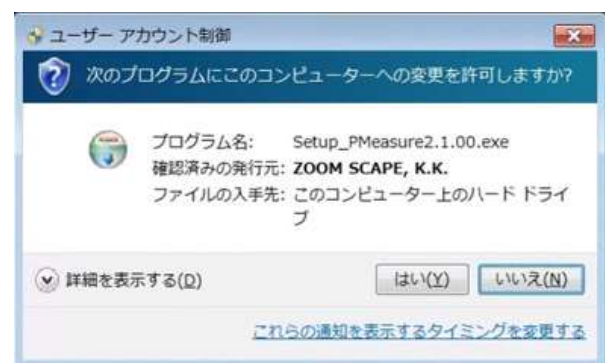 ユーザー アカウント制御
次のプログラムにこのコンピューターへの変更を許可しますか?
プログラム名: Setup_PMeasure2.1.00.exe
確認済みの発行元: ZOOM SCAPE, K.K.
ファイルの入手先: このコンピューター上のハード ドライ
ブ
詳細を表示する(D)
はい(Y)
いいえ(N)
これらの通知を表示するタイミングを変更する